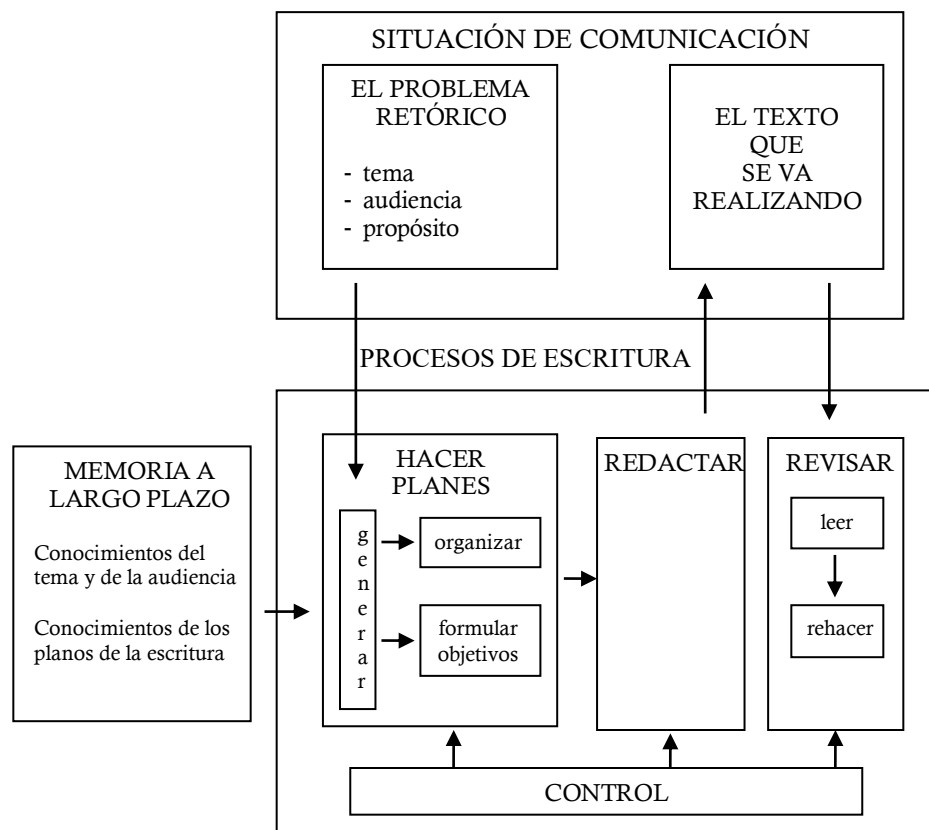 SITUACIÓN DE COMUNICACIÓN
EL PROBLEMA
RETÓRICO
- tema
- audiencia
- propósito
EL TEXTO
QUE
SE VA
REALIZANDO
PROCESOS DE ESCRITURA
MEMORIA A
LARGO PLAZO
Conocimientos del
tema y de la audiencia
Conocimientos de los
planos de la escritura
HACER
PLANES
g
e
n
e
r
r
a
r
organizar
formular
objetivos
REDACTAR
REVISAR
leer
rehacer
CONTROL